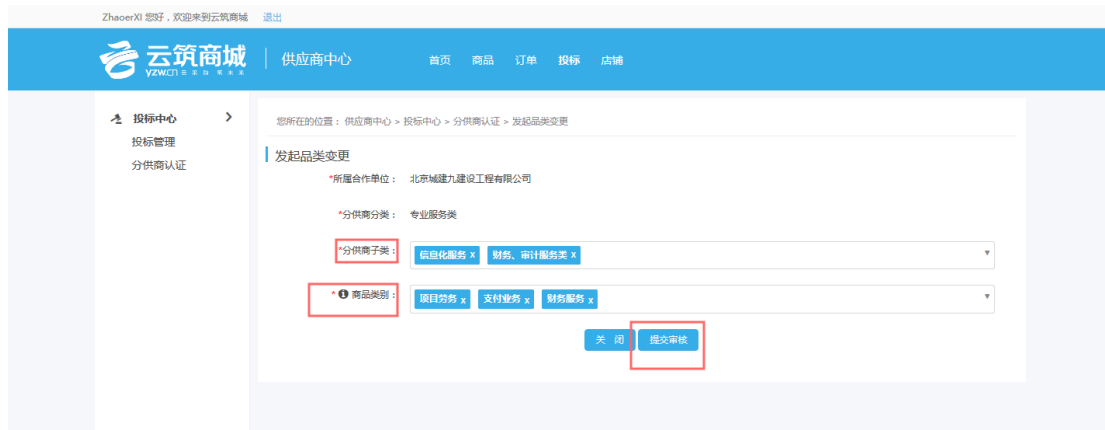 ZhaoerXI 您好，欢迎来到云筑商城 退出
云筑商城 供应商中心 首页 商品 订单 投标 店铺
yzw.cn
投标中心
投标管理
分供商认证
您所在的位置：供应商中心 > 投标中心 > 分供商认证 > 发起品类变更
发起品类变更
*所属合作单位： 北京城建九建设工程有限公司
*分供商分类： 专业服务类
*分供商子类： 信息化服务 x 财务、审计服务类 x
* 商品类别： 项目劳务 x 支付业务 x 财务服务 x
关 闭 提交审核